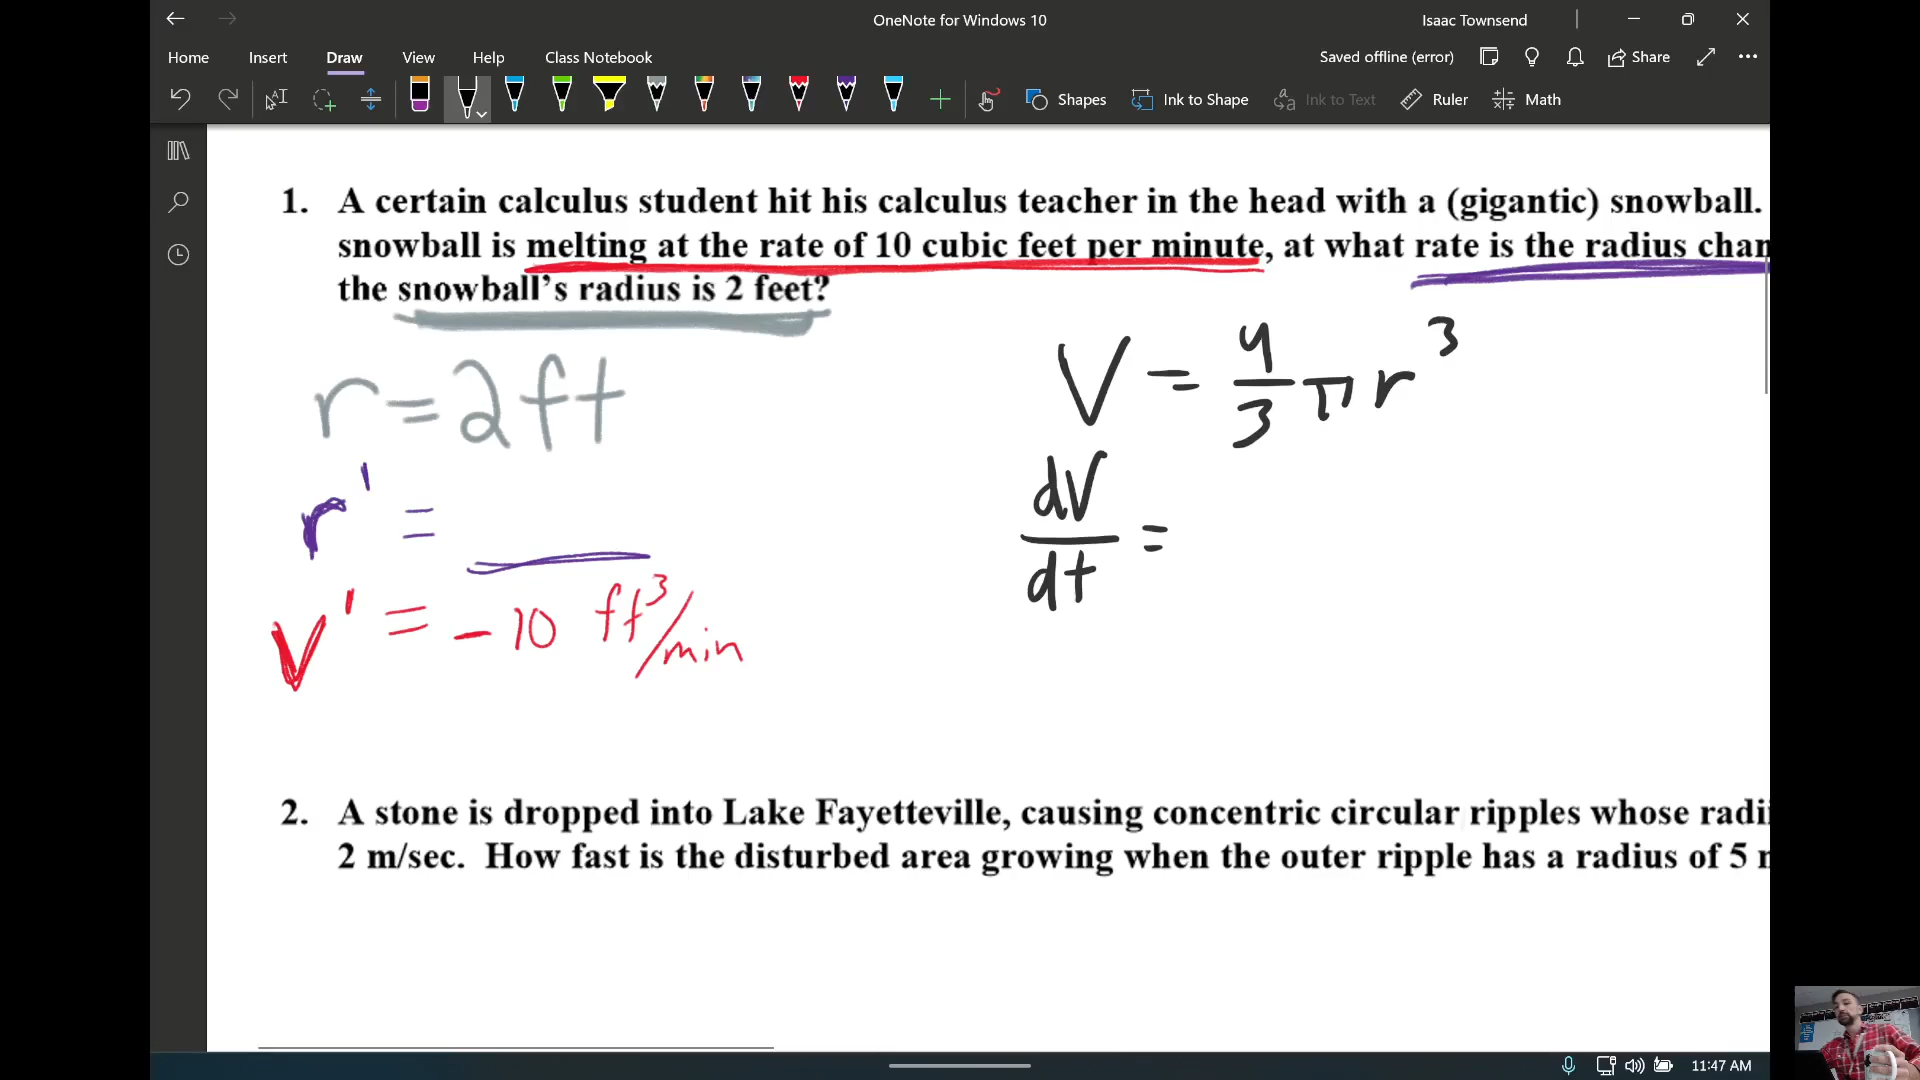 OneNote for Windows 10
Isaac Townsend
Home Insert Draw View Help Class Notebook
Saved offline (error) Share
Shapes Ink to Shape Ink to Text Ruler Math
1. A certain calculus student hit his calculus teacher in the head with a (gigantic) snowball.
snowball is melting at the rate of 10 cubic feet per minute, at what rate is the radius chan
the snowball's radius is 2 feet?
r = 2ft
r' =
V' = -10 ft³/min
V = 4/3 πr³
dV/dt =
2. A stone is dropped into Lake Fayetteville, causing concentric circular ripples whose radii
2 m/sec. How fast is the disturbed area growing when the outer ripple has a radius of 5
11:47 AM